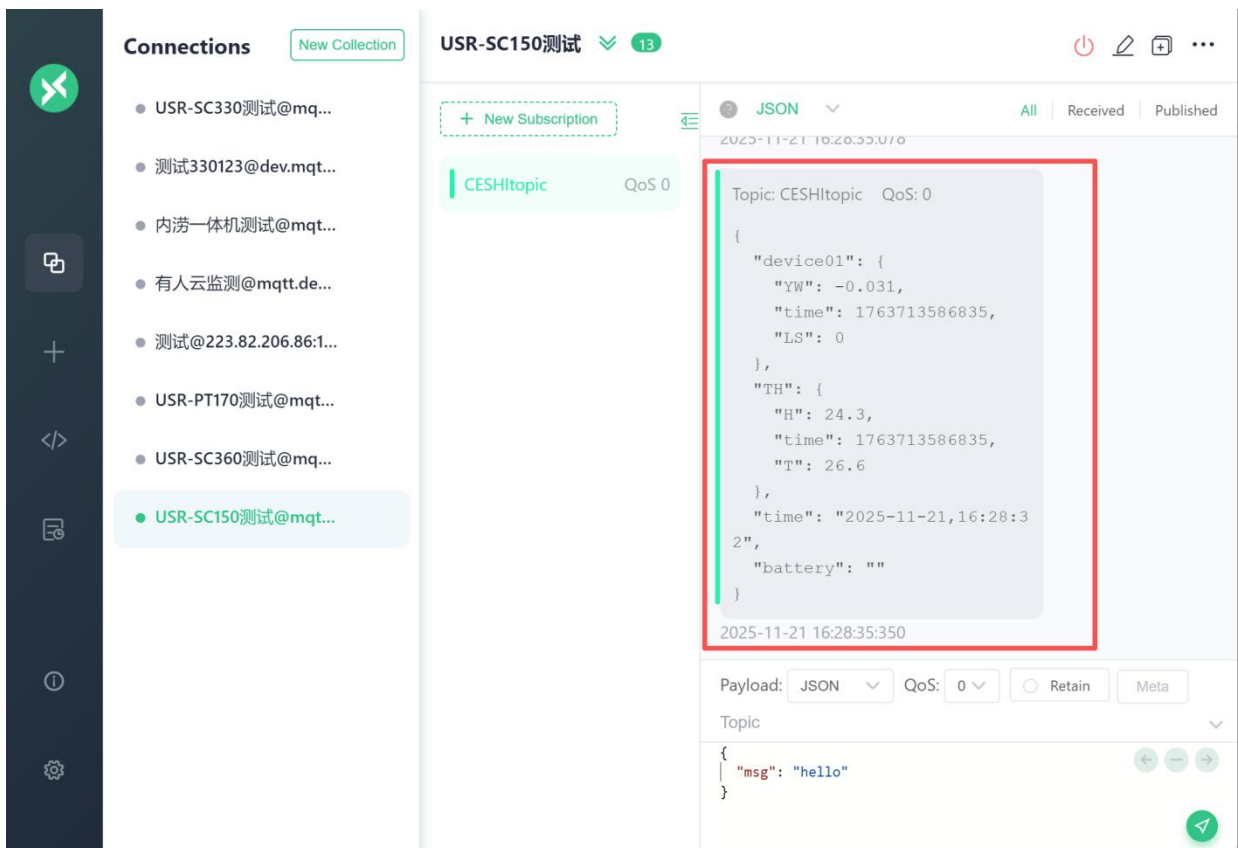 Connections
New Collection
USR-SC330测试@mq...
测试330123@dev.mqt...
内涝一体机测试@mqt...
有人云监测@mqtt.de...
测试@223.82.206.86:1...
USR-PT170测试@mqt...
USR-SC360测试@mq...
USR-SC150测试@mqt...
USR-SC150测试 13
+ New Subscription
CESHItopic QoS 0
JSON
All Received Published
2025-11-21 16:28:35:078
Topic: CESHItopic QoS: 0
{
"device01": {
"YW": -0.031,
"time": 1763713586835,
"LS": 0
},
"TH": {
"H": 24.3,
"time": 1763713586835,
"T": 26.6
},
"time": "2025-11-21,16:28:3
2",
"battery": ""
}
2025-11-21 16:28:35:350
Payload: JSON QoS: 0 Retain Meta
Topic
{
"msg": "hello"
}